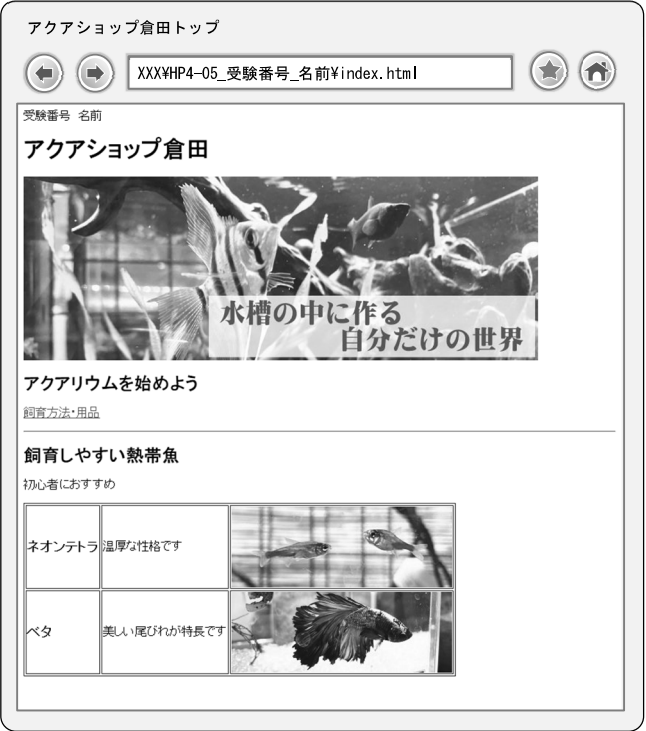 アクアショップ倉田トップ
XXX¥HP4-05_受験番号_名前¥index.html
受験番号　名前
アクアショップ倉田
水槽の中に作る
自分だけの世界
アクアリウムを始めよう
飼育方法・用品
飼育しやすい熱帯魚
初心者におすすめ
ネオンテトラ 温厚な性格です
ベタ 美しい尾びれが特長です